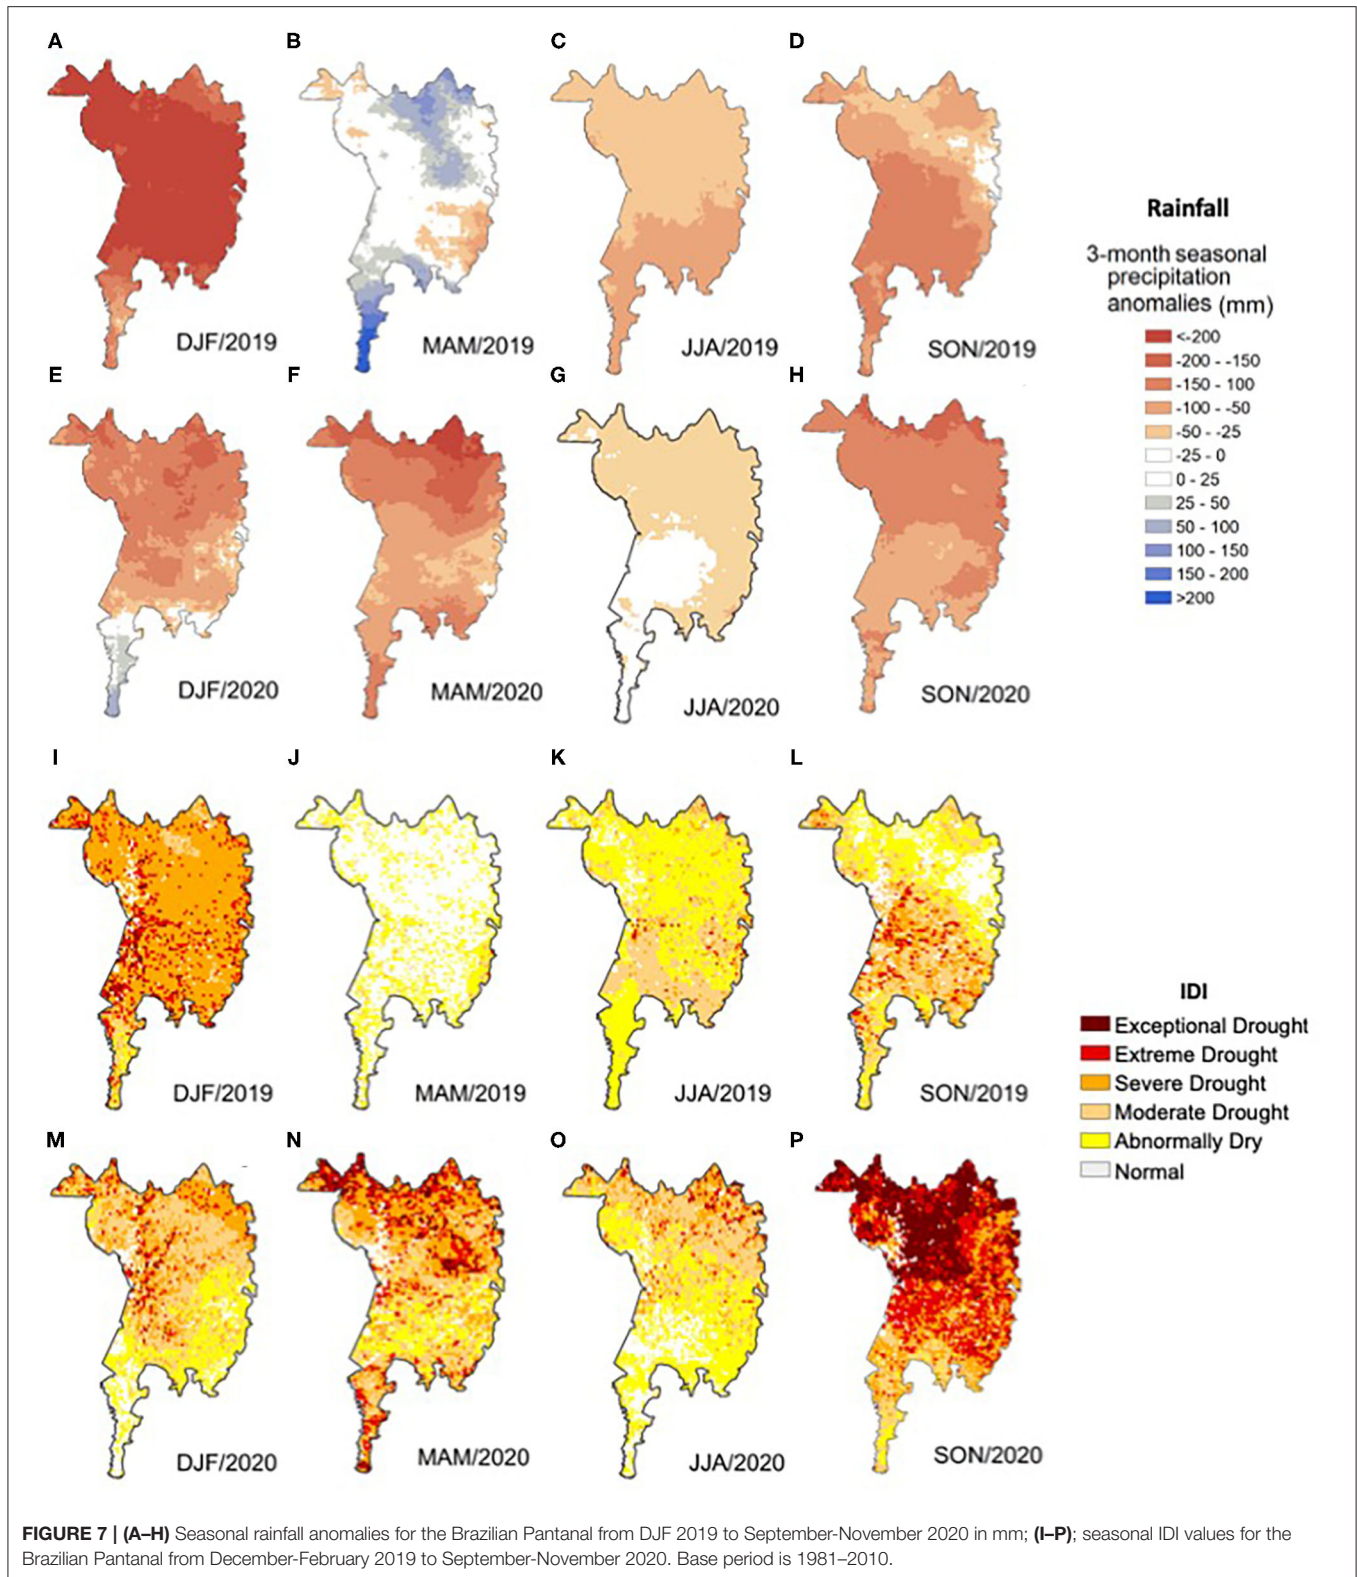 A
B
C
D
DJF/2019
MAM/2019
JJA/2019
SON/2019
Rainfall
3-month seasonal
precipitation
anomalies (mm)
<-200
-200 - -150
-150 - 100
-100 - -50
-50 - -25
-25 - 0
0 - 25
25 - 50
50 - 100
100 - 150
150 - 200
>200
E
F
G
H
DJF/2020
MAM/2020
JJA/2020
SON/2020
I
J
K
L
DJF/2019
MAM/2019
JJA/2019
SON/2019
IDI
Exceptional Drought
Extreme Drought
Severe Drought
Moderate Drought
Abnormally Dry
Normal
M
N
O
P
DJF/2020
MAM/2020
JJA/2020
SON/2020
FIGURE 7 | (A–H) Seasonal rainfall anomalies for the Brazilian Pantanal from DJF 2019 to September-November 2020 in mm; (I–P); seasonal IDI values for the
Brazilian Pantanal from December-February 2019 to September-November 2020. Base period is 1981–2010.